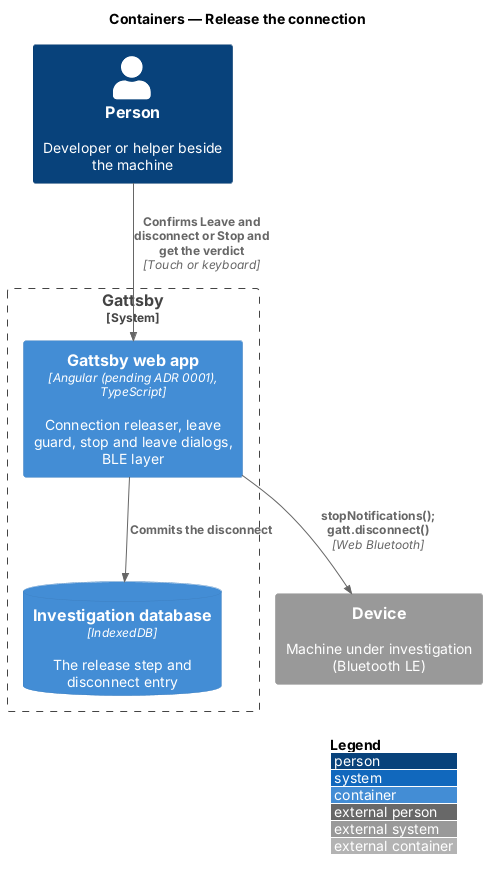 Containers — Release the connection
Person
Developer or helper beside
the machine
Confirms Leave and
disconnect or Stop and
get the verdict
[Touch or keyboard]
Gattsby
[System]
Gattsby web app
[Angular (pending ADR 0001),
TypeScript]
Connection releaser, leave
guard, stop and leave dialogs,
BLE layer
stopNotifications();
gatt.disconnect()
[Web Bluetooth]
Commits the disconnect
Investigation database
[IndexedDB]
The release step and
disconnect entry
Device
Machine under investigation
(Bluetooth LE)
Legend
person
system
container
external person
external system
external container